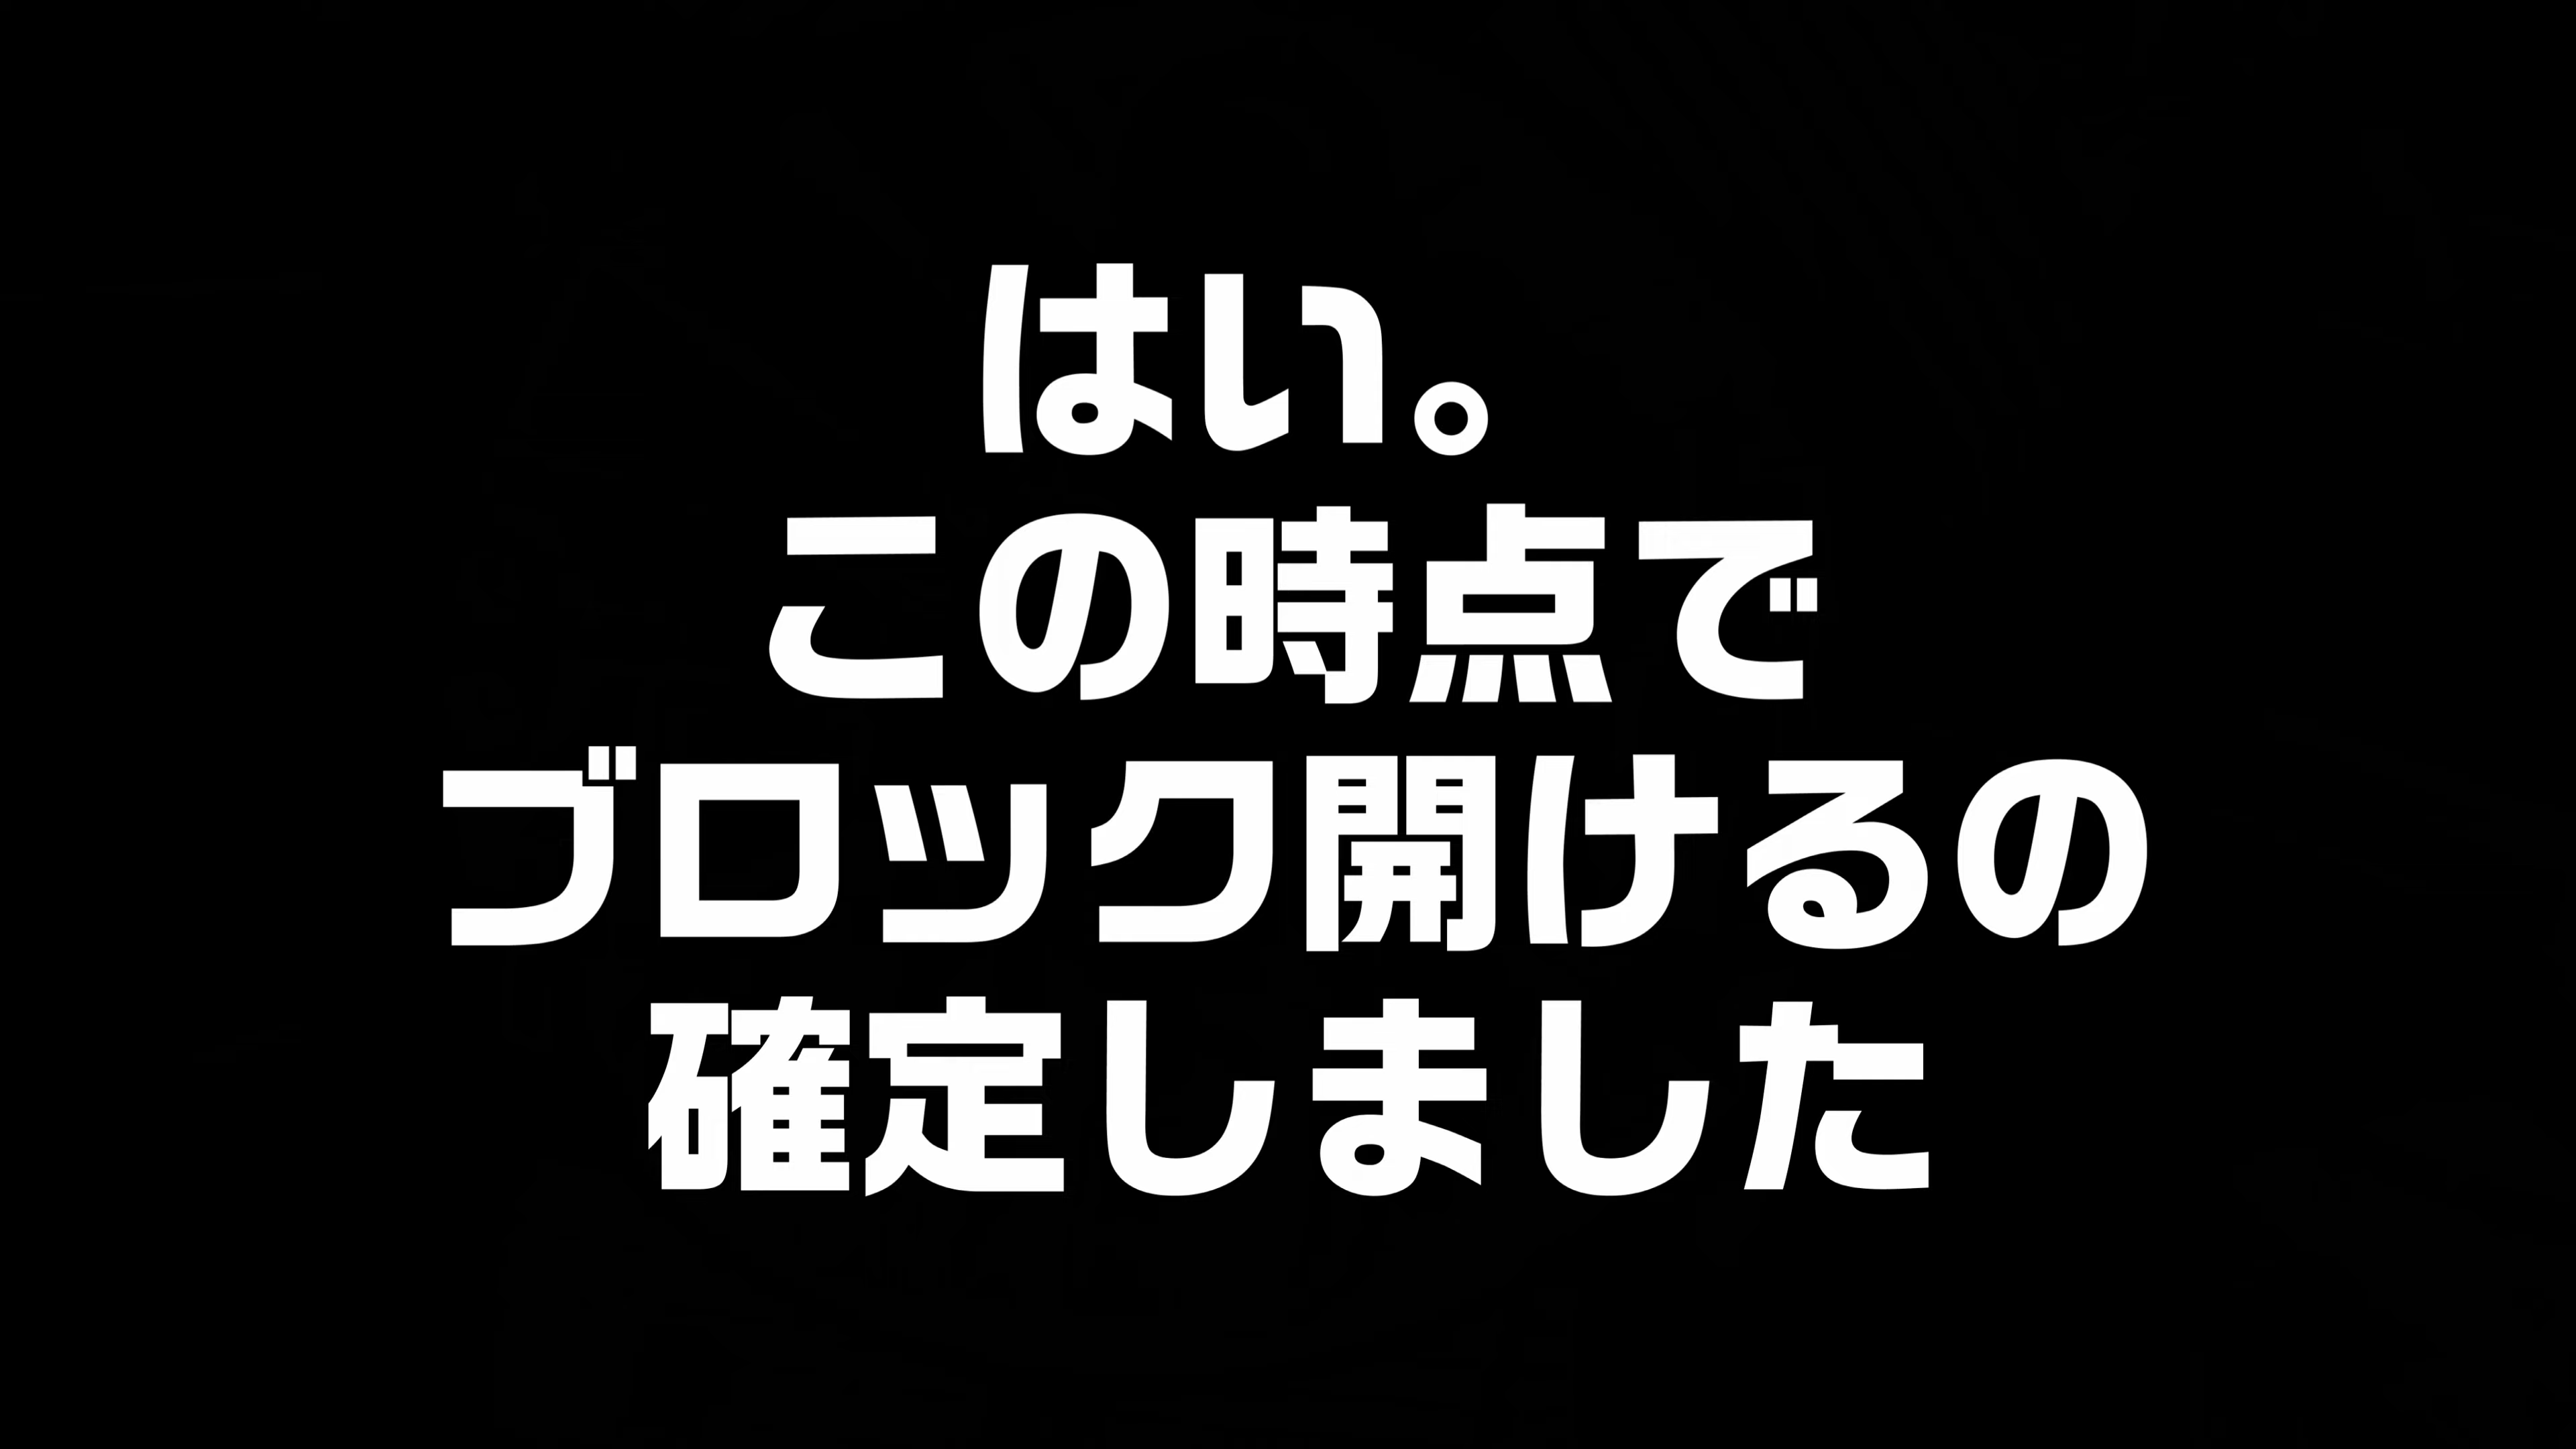 はい。
この時点で
ブロック開けるの
確定しました